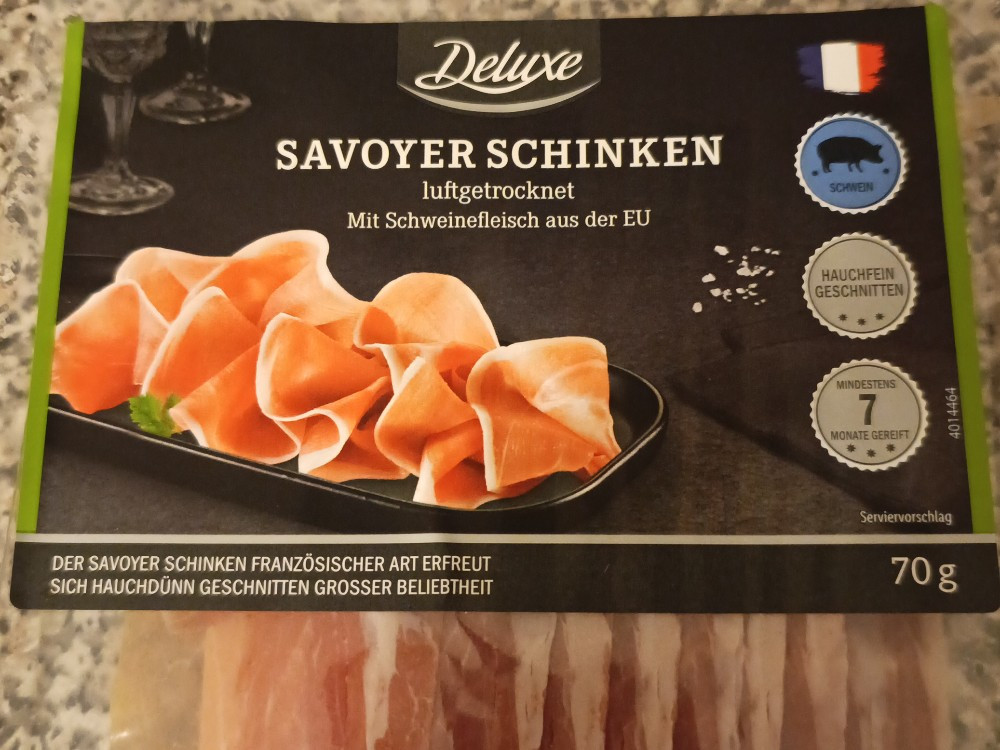 Deluxe
SAVOYER SCHINKEN
luftgetrocknet
Mit Schweinefleisch aus der EU
SCHWEIN
HAUCHFEIN
GESCHNITTEN
MINDESTENS
7
MONATE GEREIFT
4014464
Serviervorschlag
DER SAVOYER SCHINKEN FRANZÖSISCHER ART ERFREUT
SICH HAUCHDÜNN GESCHNITTEN GROSSER BELIEBTHEIT
70 g